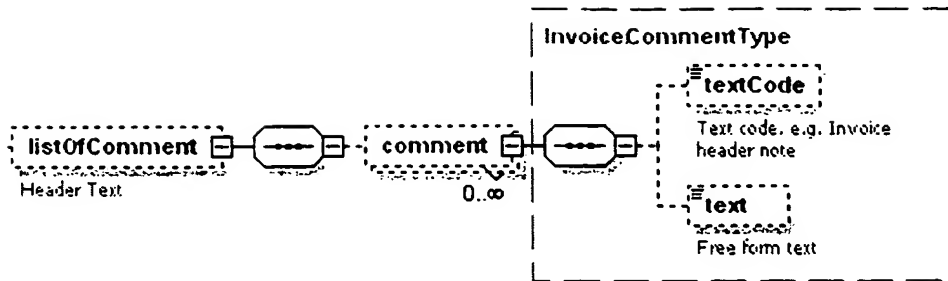 InvoiceCommentType
textCode
Text code, e.g. Invoice
header note
listOfComment
Header Text
comment
0..∞
text
Free form text